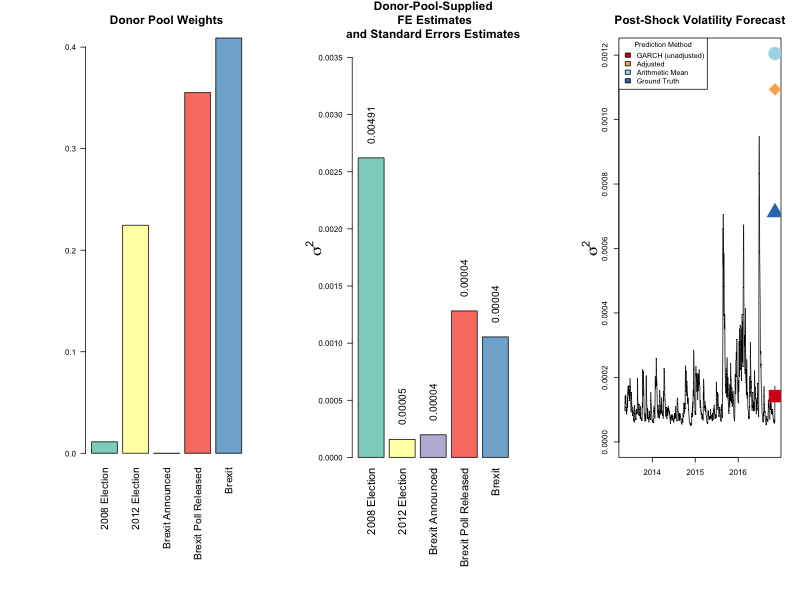 Donor Pool Weights
0.4
0.3
0.2
0.1
0.0
2008 Election
2012 Election
Brexit Announced
Brexit Poll Released
Brexit
Donor-Pool-Supplied
FE Estimates
and Standard Errors Estimates
σ²
0.0035
0.0030
0.0025
0.0020
0.0015
0.0010
0.0005
0.0000
0.00491
0.00005
0.00004
0.00004
0.00004
2008 Election
2012 Election
Brexit Announced
Brexit Poll Released
Brexit
Post-Shock Volatility Forecast
σ²
0.0012
0.0010
0.0008
0.0006
0.0004
0.0002
0.0000
Prediction Method
GARCH (unadjusted)
Adjusted
Arithmetic Mean
Ground Truth
2014
2015
2016